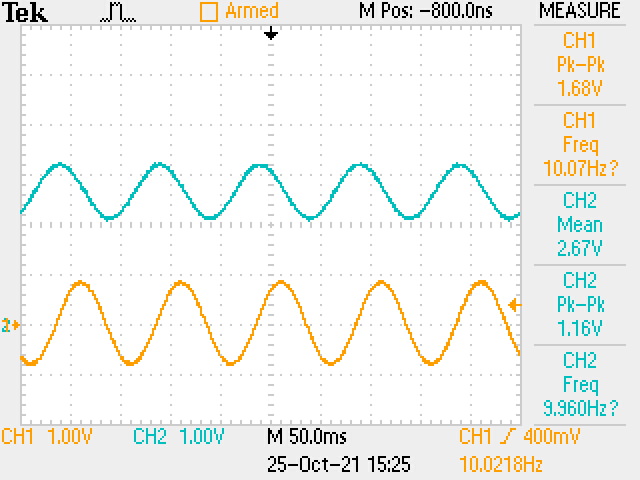 Tek Armed M Pos: -800.0ns MEASURE
CH1
Pk-Pk
1.68V
CH1
Freq
10.07Hz?
CH2
Mean
2.67V
CH2
Pk-Pk
1.16V
CH2
Freq
9.960Hz?
2
CH1 1.00V CH2 1.00V M 50.0ms CH1 400mV
25-Oct-21 15:25 10.0218Hz